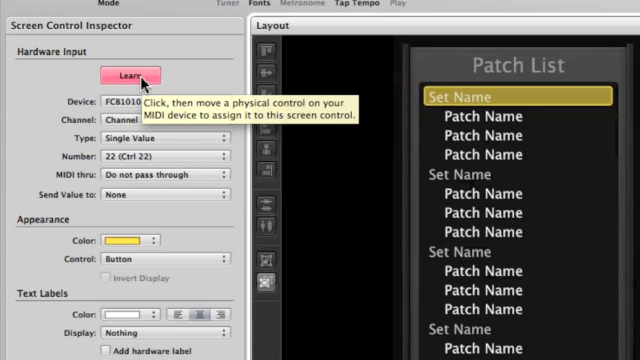 Mode
Tuner
Fonts
Metronome
Tap Tempo
Play
Screen Control Inspector
Layout
Hardware Input
Learn
Device: FCB1010
Click, then move a physical control on your
MIDI device to assign it to this screen control.
Channel: Channel
Type: Single Value
Number: 22 (Ctrl 22)
MIDI thru: Do not pass through
Send Value to: None
Appearance
Color:
Control: Button
Invert Display
Text Labels
Color:
Display: Nothing
Add hardware label
Patch List
Set Name
Patch Name
Patch Name
Patch Name
Set Name
Patch Name
Patch Name
Patch Name
Set Name
Patch Name
Patch Name
Patch Name
Set Name
Patch Name